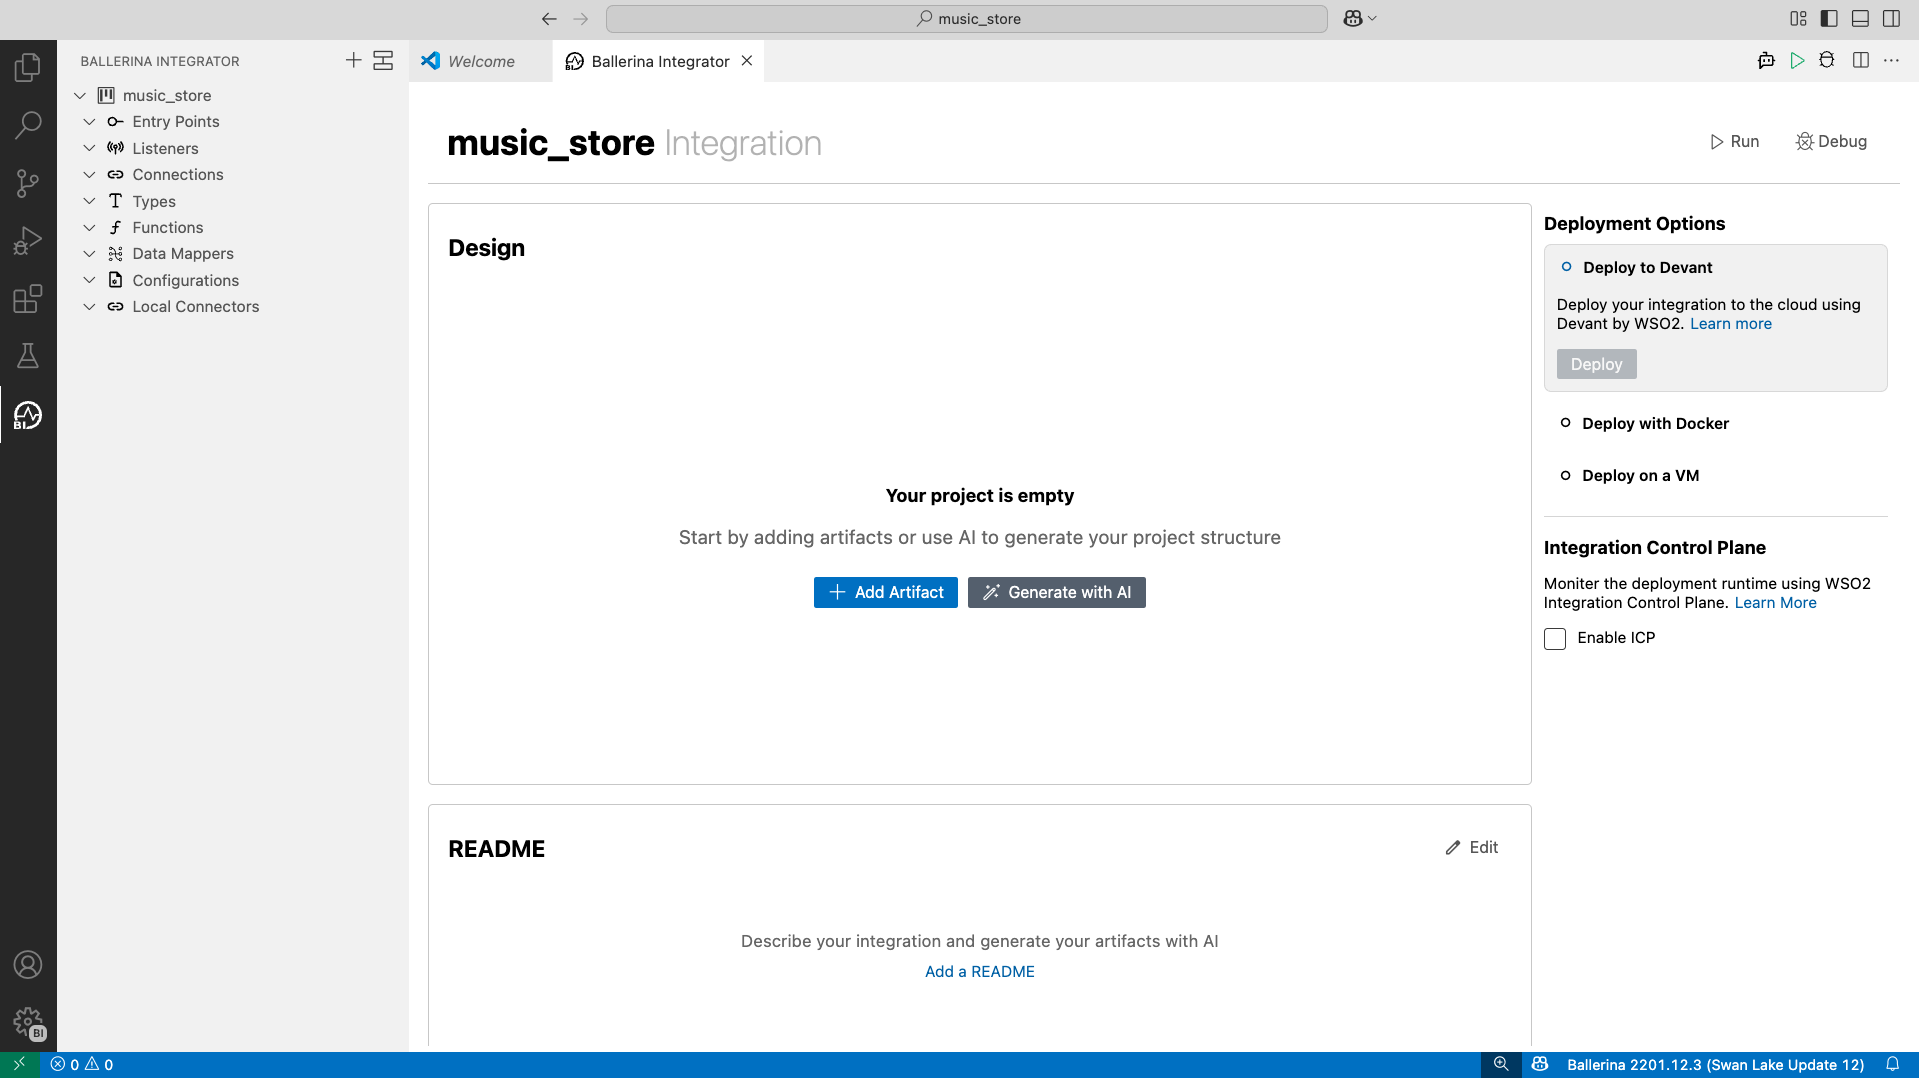 music_store
BALLERINA INTEGRATOR
music_store
Entry Points
Listeners
Connections
Types
Functions
Data Mappers
Configurations
Local Connectors
Welcome
Ballerina Integrator
music_store Integration
Run
Debug
Design
Your project is empty
Start by adding artifacts or use AI to generate your project structure
Add Artifact
Generate with AI
README
Edit
Describe your integration and generate your artifacts with AI
Add a README
Deployment Options
Deploy to Devant
Deploy your integration to the cloud using
Devant by WSO2. Learn more
Deploy
Deploy with Docker
Deploy on a VM
Integration Control Plane
Moniter the deployment runtime using WSO2
Integration Control Plane. Learn More
Enable ICP
BI
BI
0 0
Ballerina 2201.12.3 (Swan Lake Update 12)